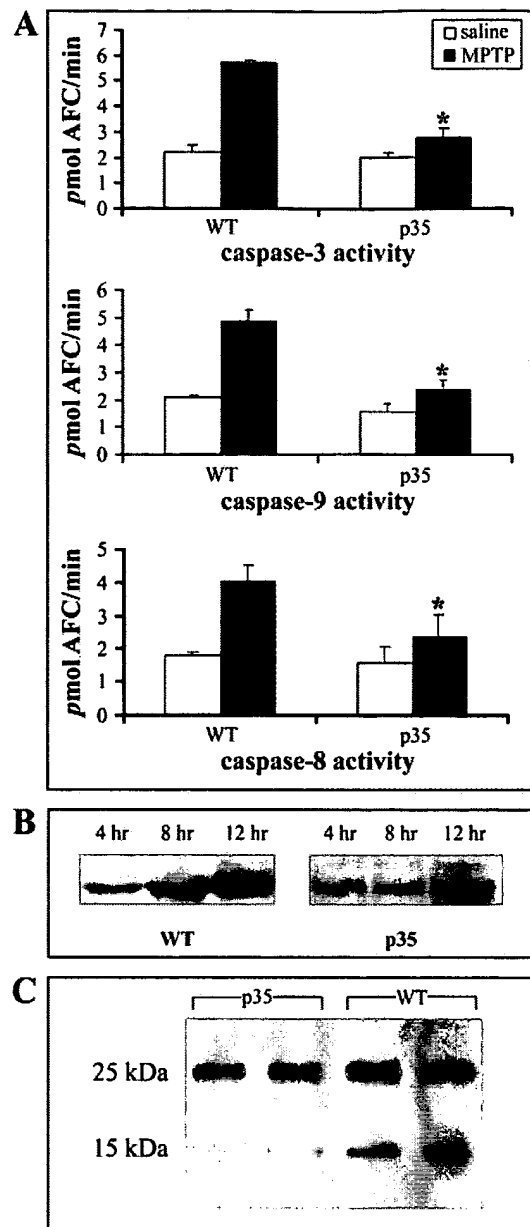 A
saline
MPTP
pmol AFC/min
7
6
5
4
3
2
1
0
WT
p35
caspase-3 activity
pmol AFC/min
6
5
4
3
2
1
0
WT
p35
caspase-9 activity
pmol AFC/min
5
4
3
2
1
0
WT
p35
caspase-8 activity
*
*
*
B
4 hr 8 hr 12 hr
4 hr 8 hr 12 hr
WT
p35
C
p35
WT
25 kDa
15 kDa